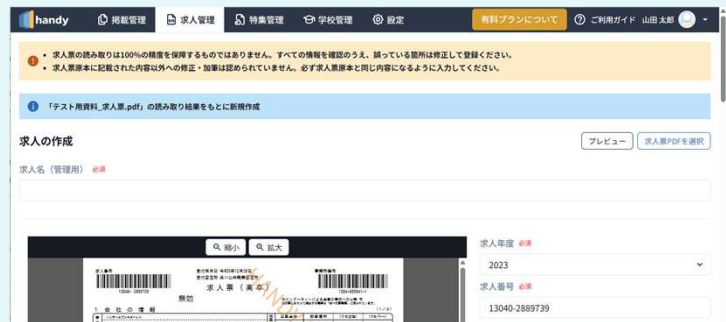 handy 掲載管理 求人管理 特集管理 学校管理 設定 有料プランについて ご利用ガイド 山田 太郎
• 求人票の読み取りは100%の精度を保障するものではありません。すべての情報を確認のうえ、誤っている箇所は修正して登録ください。
• 求人票原本に記載された内容以外への修正・加筆は認められていません。必ず求人票原本と同じ内容になるように入力してください。
「テスト用資料_求人票.pdf」の読み取り結果をもとに新規作成
求人の作成
プレビュー 求人票PDFを選択
求人名（管理用） 必須
縮小 拡大
求人年度 必須
2023
求人番号 必須
13040-2889739
求人票（高卒）
13040- 2889739
無効
1 会社の情報